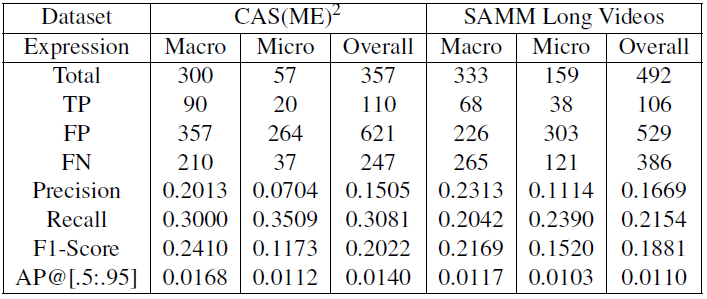 Dataset CAS(ME)² SAMM Long Videos
Expression Macro Micro Overall Macro Micro Overall
Total 300 57 357 333 159 492
TP 90 20 110 68 38 106
FP 357 264 621 226 303 529
FN 210 37 247 265 121 386
Precision 0.2013 0.0704 0.1505 0.2313 0.1114 0.1669
Recall 0.3000 0.3509 0.3081 0.2042 0.2390 0.2154
F1-Score 0.2410 0.1173 0.2022 0.2169 0.1520 0.1881
AP@[.5:.95] 0.0168 0.0112 0.0140 0.0117 0.0103 0.0110